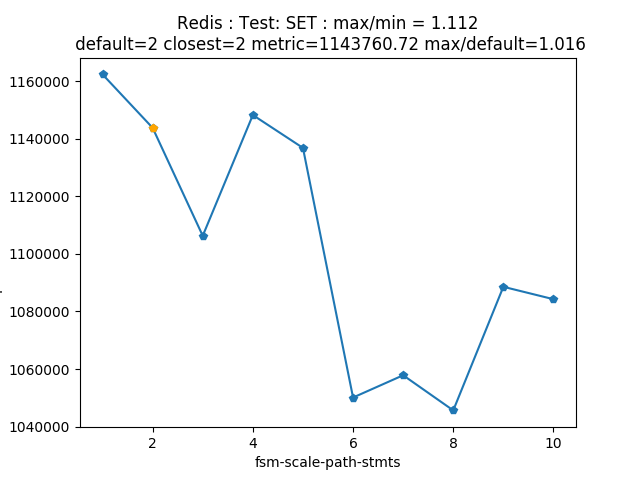 Redis : Test: SET : max/min = 1.112
default=2 closest=2 metric=1143760.72 max/default=1.016
1160000
1140000
1120000
1100000
1080000
1060000
1040000
2 4 6 8 10
fsm-scale-path-stmts